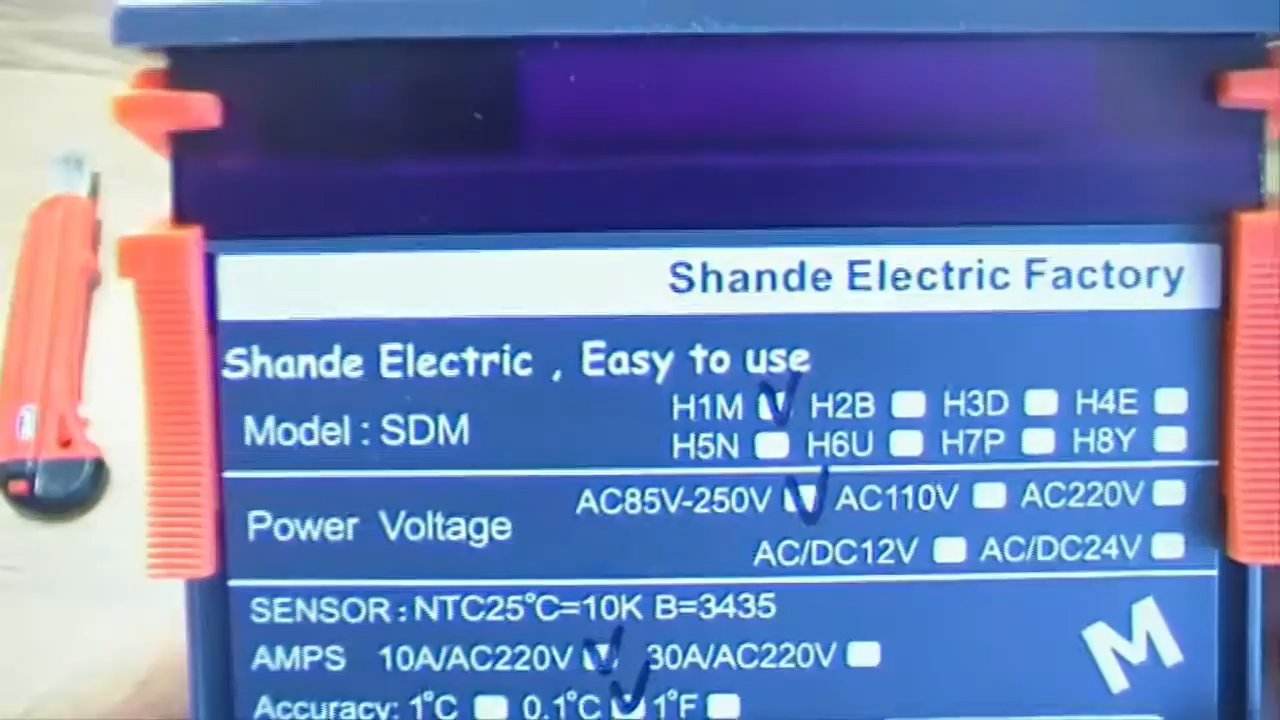 Shande Electric Factory
Shande Electric , Easy to use
Model : SDM
H1M H2B H3D H4E
H5N H6U H7P H8Y
Power Voltage
AC85V-250V AC110V AC220V
AC/DC12V AC/DC24V
SENSOR: NTC25°C=10K B=3435
AMPS 10A/AC220V 30A/AC220V
M
Accuracy: 1°C 0.1°C 1°F